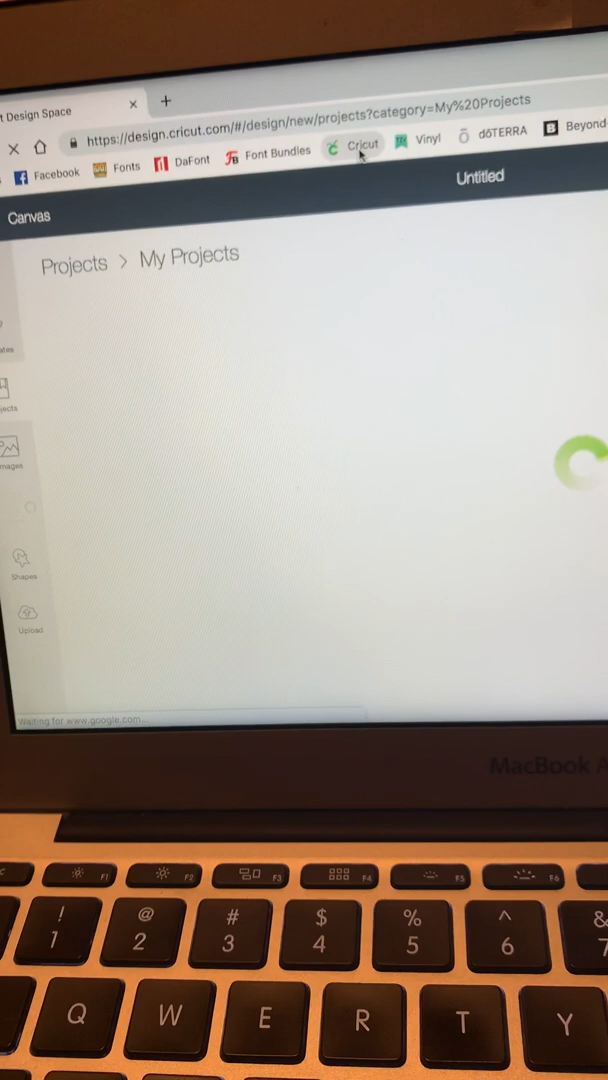 t Design Space
https://design.cricut.com/#/design/new/projects?category=My%20Projects
Facebook Fonts DaFont Font Bundles Cricut Vinyl dōTERRA Beyond
Canvas Untitled
Projects > My Projects
ates
jects
mages
Shapes
Upload
Waiting for www.google.com...
MacBook A
F1 F2 F3 F4 F5 F6
! @ # $ % ^ &
1 2 3 4 5 6 7
Q W E R T Y